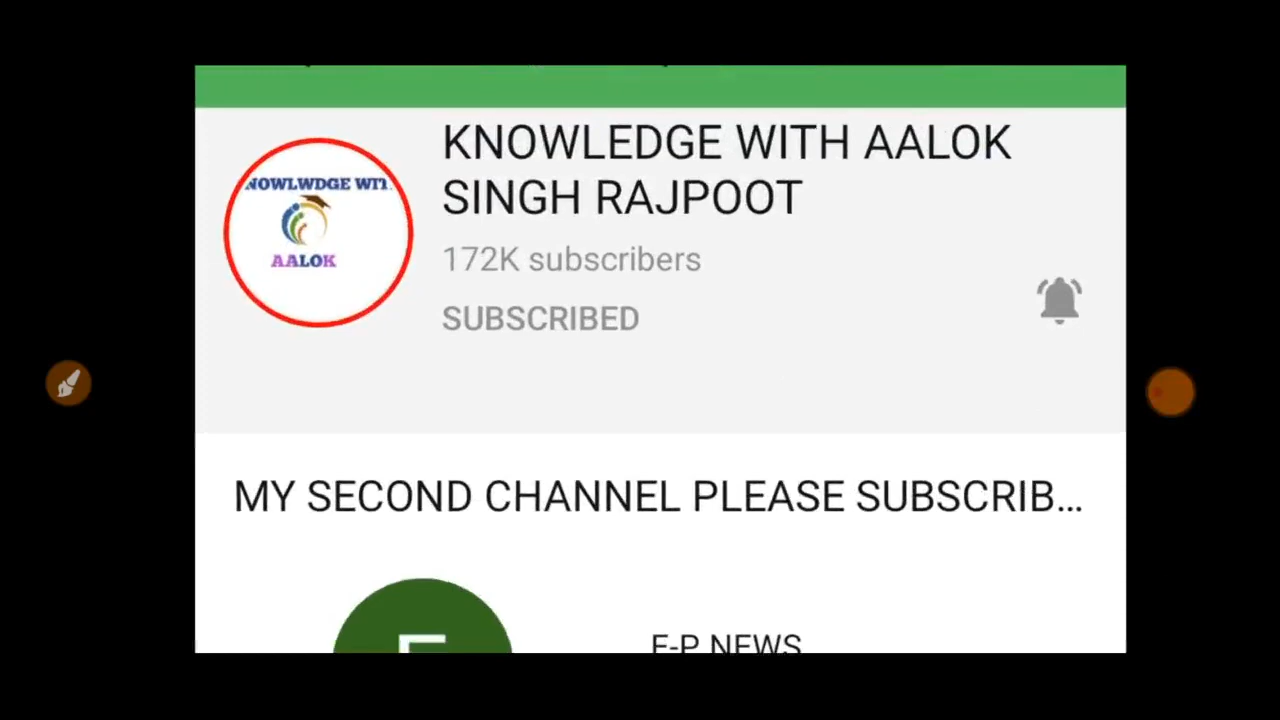 KNOWLEDGE WITH AALOK
SINGH RAJPOOT
NOWLWDGE WIT
AALOK
172K subscribers
SUBSCRIBED
MY SECOND CHANNEL PLEASE SUBSCRIB...
E-P NEWS